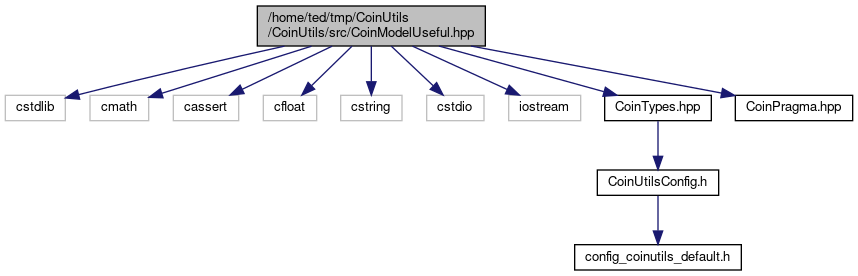 /home/ted/tmp/CoinUtils
/CoinUtils/src/CoinModelUseful.hpp
cstdlib
cmath
cassert
cfloat
cstring
cstdio
iostream
CoinTypes.hpp
CoinPragma.hpp
CoinUtilsConfig.h
config_coinutils_default.h